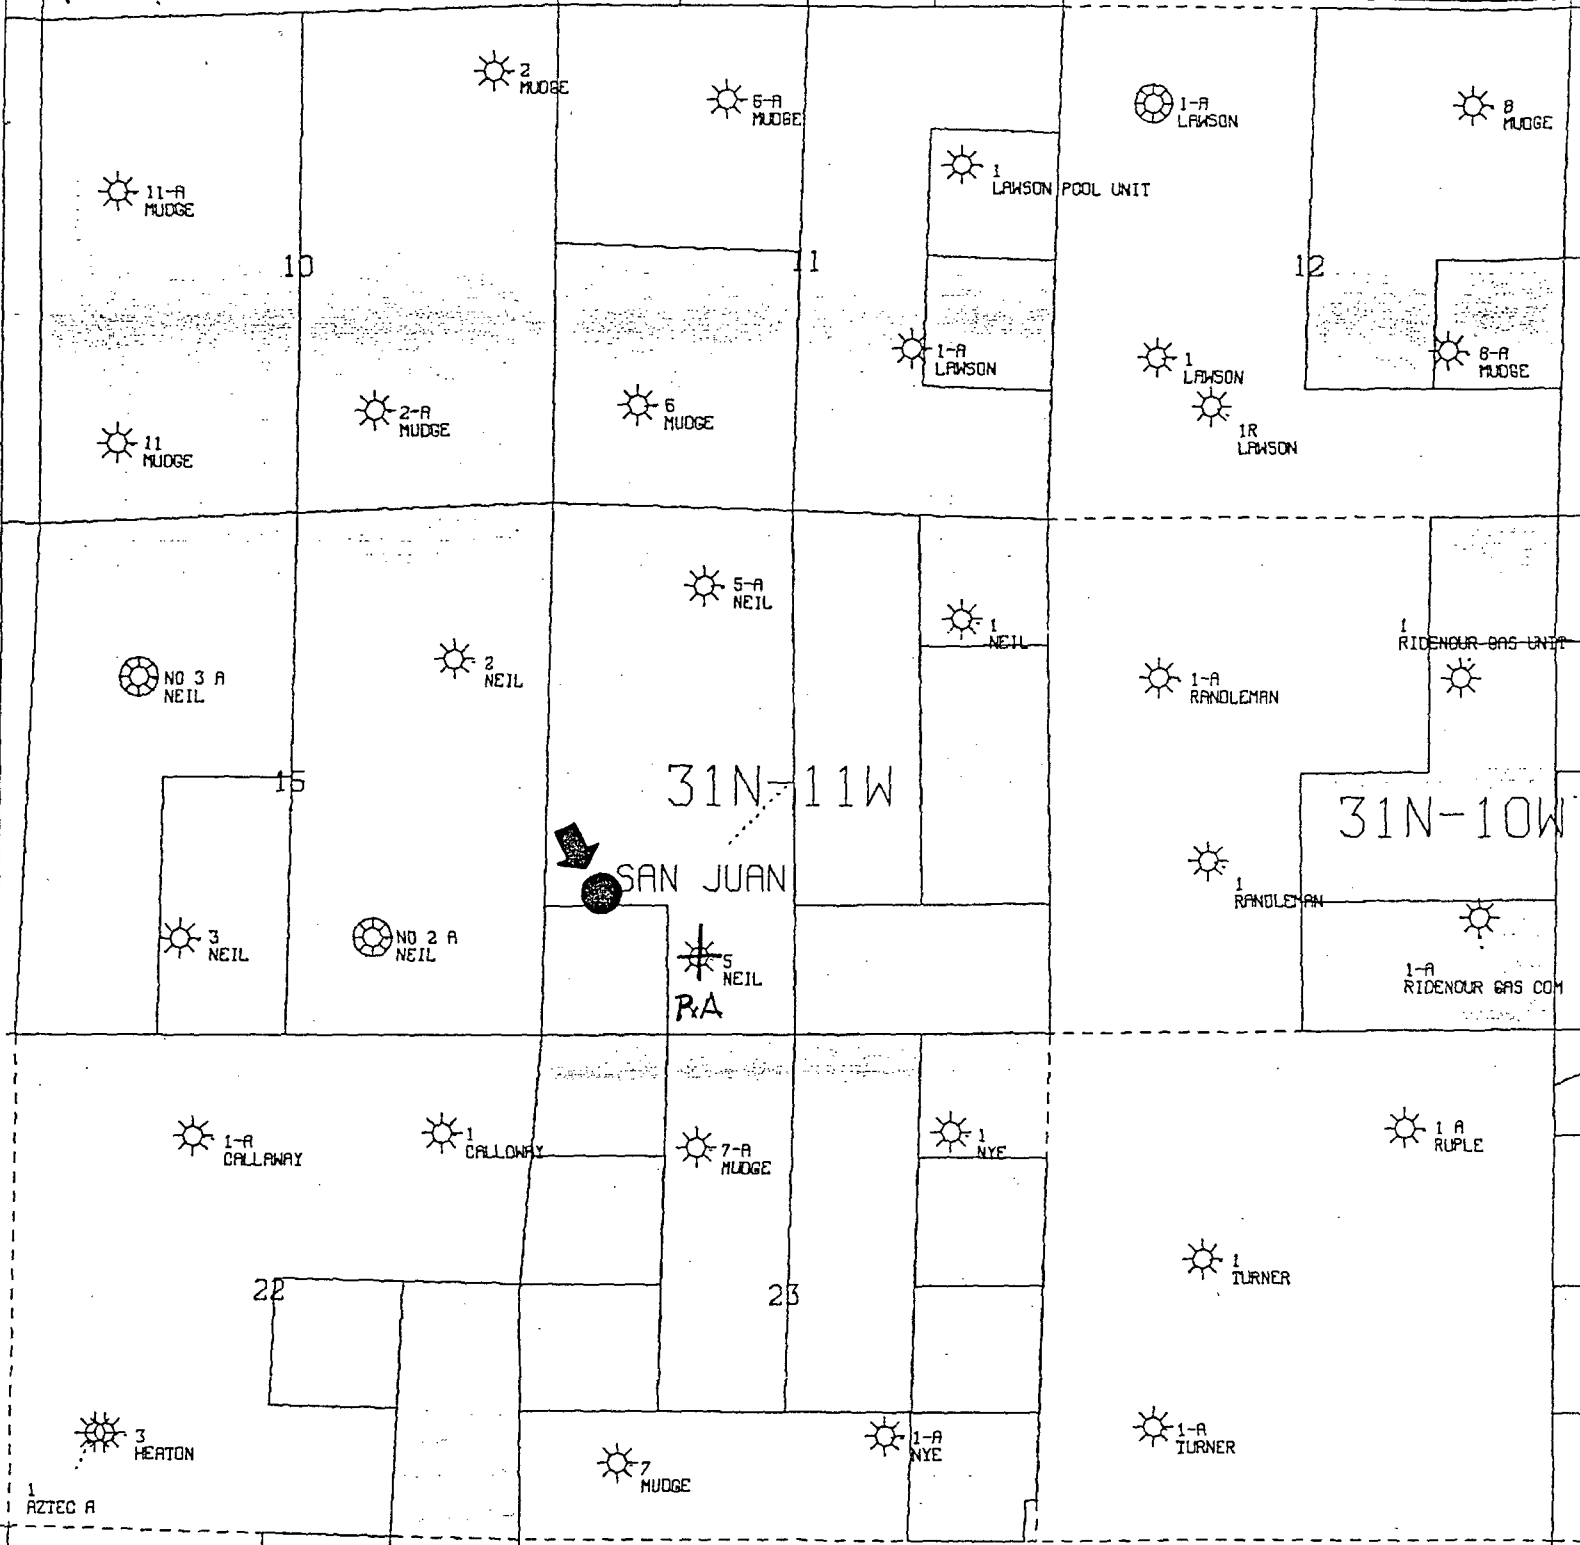 2
MUDGE
6-A
MUDGE
1-A
LAWSON
8
MUDGE
1
LAWSON POOL UNIT
11-A
MUDGE
10
11
12
1-A
LAWSON
1
LAWSON
8-A
MUDGE
2-A
MUDGE
6
MUDGE
1R
LAWSON
11
MUDGE
5-A
NEIL
1
NEIL
1
RIDENOUR GAS UNIT
NO 3 A
NEIL
2
NEIL
1-A
RANDLEMAN
15
31N-11W
31N-10W
SAN JUAN
1
RANDLEMAN
3
NEIL
NO 2 A
NEIL
5
NEIL
P&A
1-A
RIDENOUR GAS COM
1-A
CALLAWAY
1
CALLOWAY
7-A
MUDGE
1
NYE
1 A
RUPLE
1
TURNER
22
23
3
HEATON
1
AZTEC A
7
MUDGE
1-A
NYE
1-A
TURNER